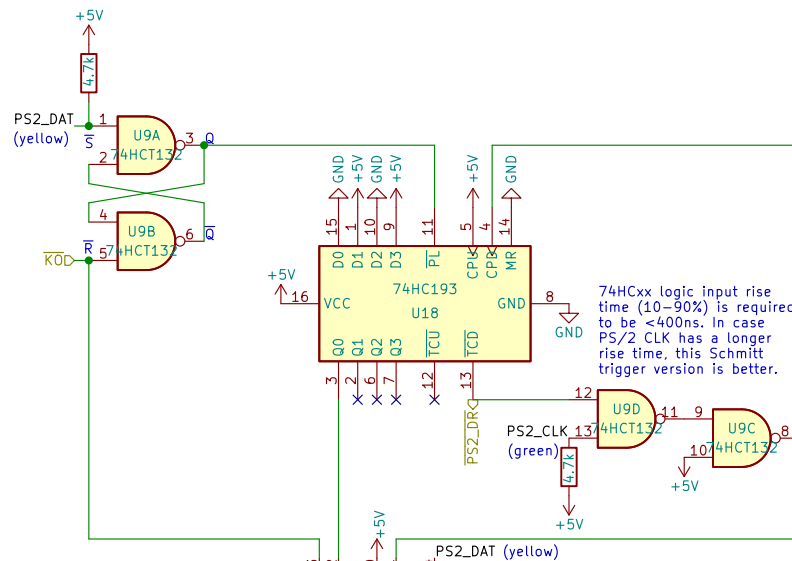 +5V
4.7k
PS2_DAT
(yellow)
1
2
S
U9A
74HCT132
3
Q
4
5
R
KO
U9B
74HCT132
6
Q
GND
+5V
GND
+5V
+5V
GND
15
1
10
9
11
5
4
14
D0
D1
D2
D3
PL
CPU
CPD
MR
+5V
16
VCC
74HC193
U18
GND
8
GND
Q0
Q1
Q2
Q3
TCU
TCD
3
2
6
7
12
13
74HCxx logic input rise
time (10-90%) is required
to be <400ns. In case
PS/2 CLK has a longer
rise time, this Schmitt
trigger version is better.
PS2_DR
12
PS2_CLK
13
(green)
U9D
74HCT132
11
9
10
U9C
74HCT132
8
4.7k
+5V
+5V
+5V
PS2_DAT (yellow)